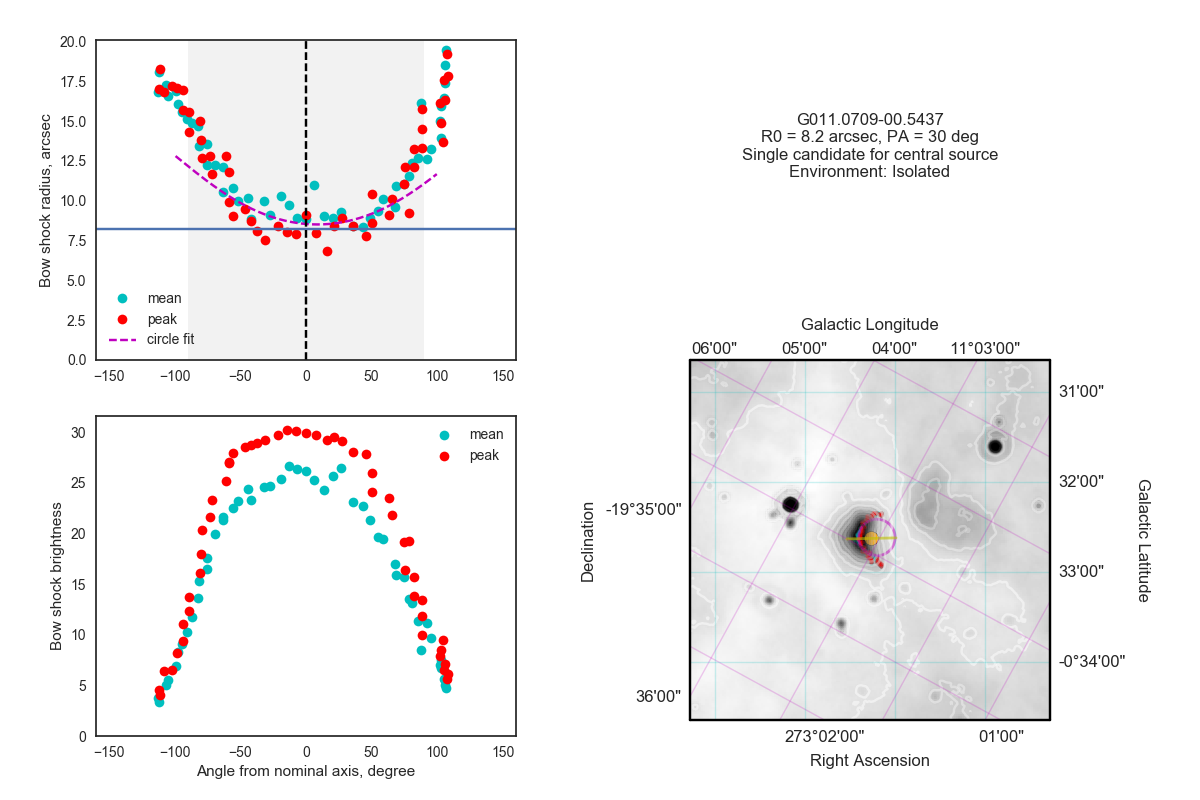 20.0
17.5
15.0
12.5
10.0
7.5
5.0
2.5
0.0
Bow shock radius, arcsec
mean
peak
circle fit
−150 −100 −50 0 50 100 150
30
25
20
15
10
5
0
Bow shock brightness
mean
peak
−150 −100 −50 0 50 100 150
Angle from nominal axis, degree
G011.0709-00.5437
R0 = 8.2 arcsec, PA = 30 deg
Single candidate for central source
Environment: Isolated
Galactic Longitude
06'00" 05'00" 04'00" 11°03'00"
31'00"
32'00"
33'00"
-0°34'00"
Galactic Latitude
-19°35'00"
36'00"
Declination
273°02'00" 01'00"
Right Ascension